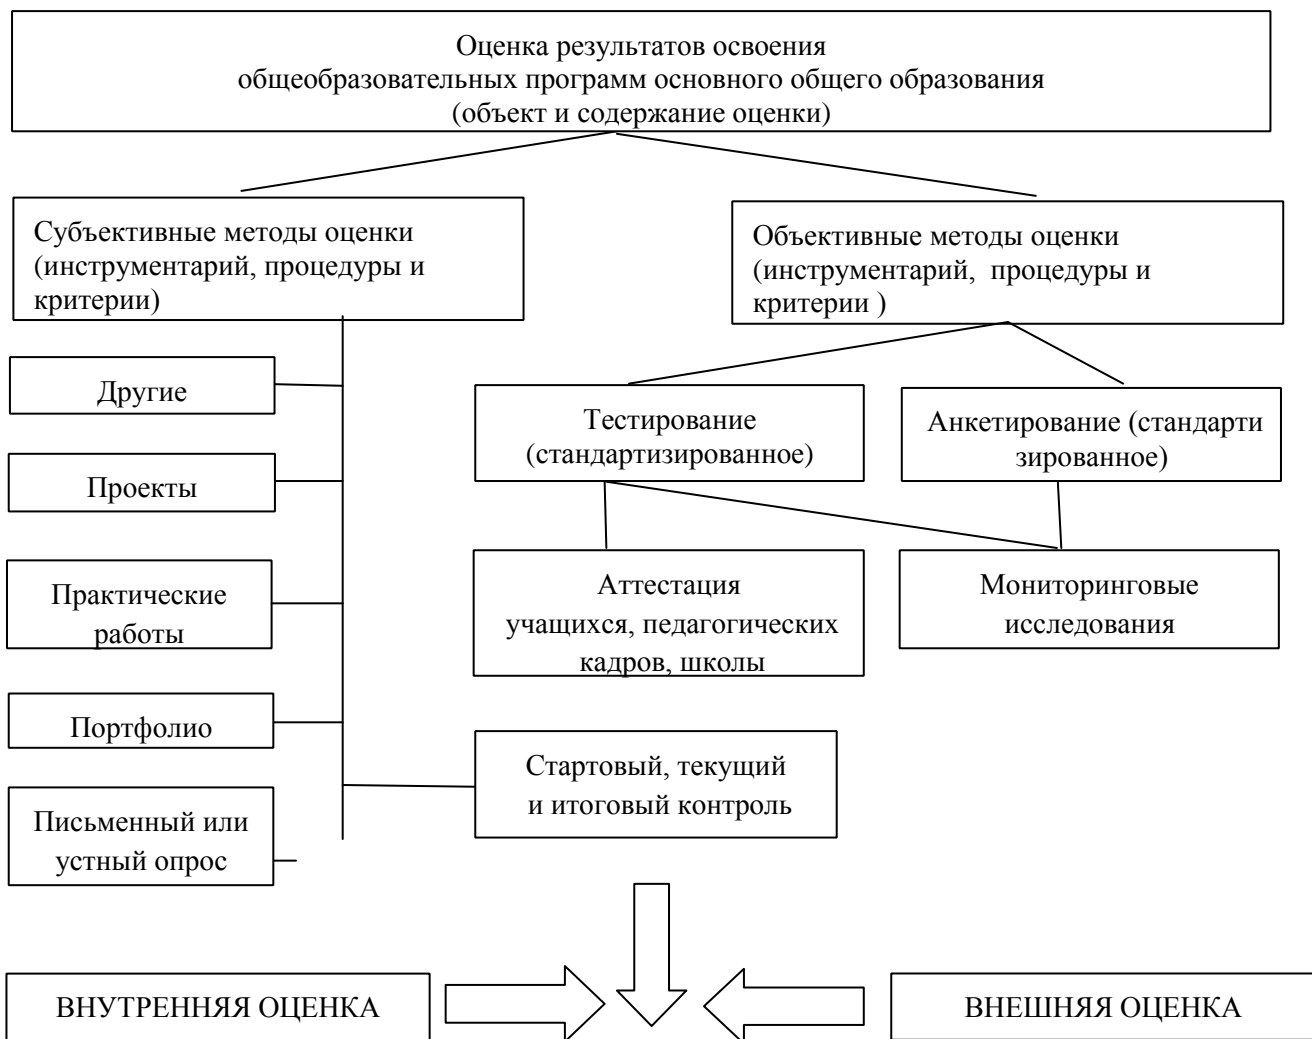 Оценка результатов освоения
общеобразовательных программ основного общего образования
(объект и содержание оценки)
Субъективные методы оценки
(инструментарий, процедуры и
критерии)
Объективные методы оценки
(инструментарий, процедуры и
критерии )
Другие
Тестирование
(стандартизированное)
Анкетирование (стандарти
зированное)
Проекты
Практические
работы
Аттестация
учащихся, педагогических
кадров, школы
Мониторинговые
исследования
Портфолио
Стартовый, текущий
и итоговый контроль
Письменный или
устный опрос
ВНУТРЕННЯЯ ОЦЕНКА
ВНЕШНЯЯ ОЦЕНКА